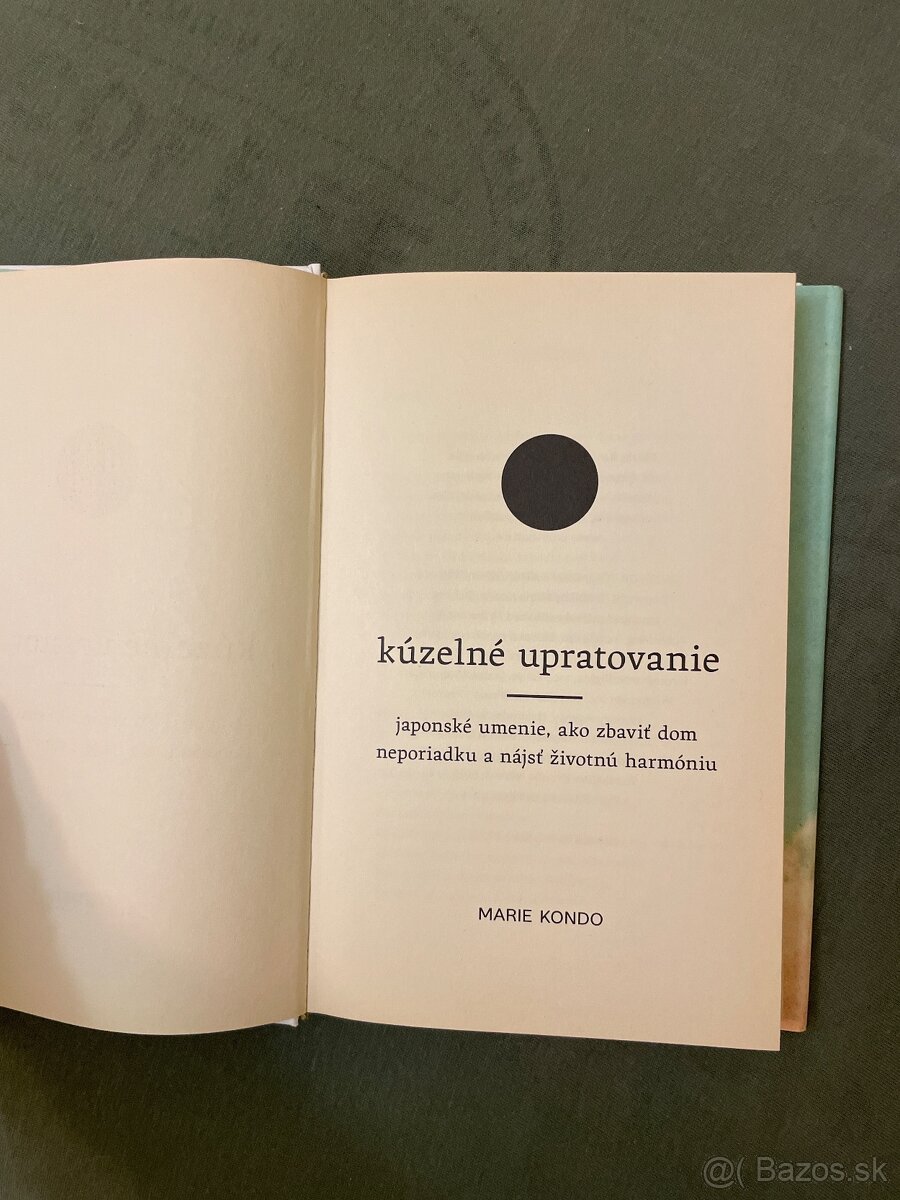 kúzelné upratovanie
japonské umenie, ako zbaviť dom
neporiadku a nájsť životnú harmóniu
MARIE KONDO
@( Bazos.sk